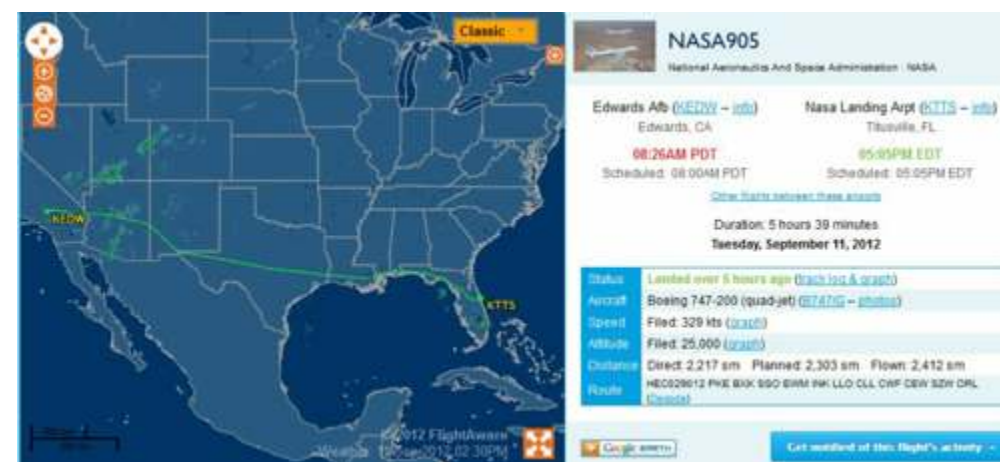 Classic
KEDW
KTTS
© 2012 FlightAware
NASA905
National Aeronautics And Space Administration : NASA
Edwards Afb (KEDW – info)
Edwards, CA
08:26AM PDT
Scheduled: 08:00AM PDT
Nasa Landing Arpt (KTTS – info)
Titusville, FL
05:05PM EDT
Scheduled: 05:05PM EDT
Other flights between these airports
Duration: 5 hours 39 minutes
Tuesday, September 11, 2012
Status Landed over 5 hours ago (track log & graph)
Aircraft Boeing 747-200 (quad-jet) (B742/G – photos)
Speed Filed: 329 kts (graph)
Altitude Filed: 25,000 (graph)
Distance Direct: 2,217 sm Planned: 2,303 sm Flown: 2,412 sm
Route PKE BXK SSO EWM INK LLO CLL CWF CEW SZW ORL
(Decode)
Google earth
Get notified of this flight's activity